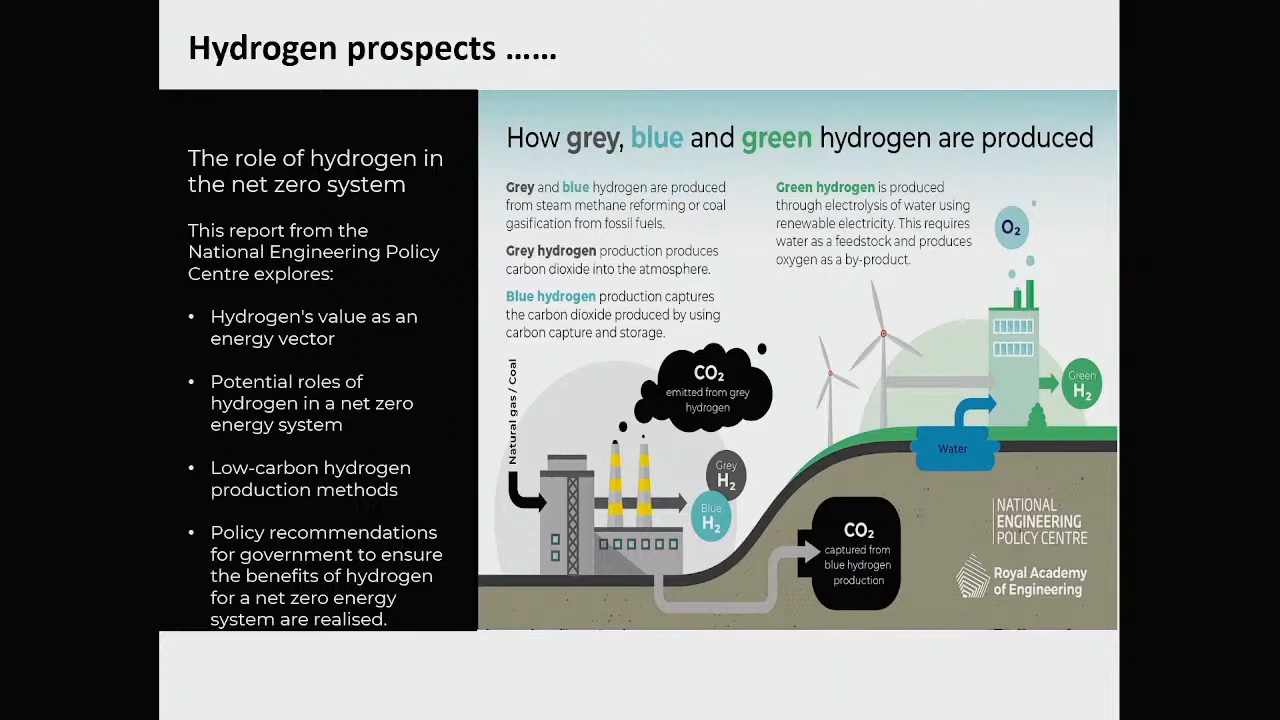 Hydrogen prospects ......
The role of hydrogen in
the net zero system
This report from the
National Engineering Policy
Centre explores:
• Hydrogen's value as an
energy vector
• Potential roles of
hydrogen in a net zero
energy system
• Low-carbon hydrogen
production methods
• Policy recommendations
for government to ensure
the benefits of hydrogen
for a net zero energy
system are realised.
How grey, blue and green hydrogen are produced
Grey and blue hydrogen are produced
from steam methane reforming or coal
gasification from fossil fuels.
Grey hydrogen production produces
carbon dioxide into the atmosphere.
Blue hydrogen production captures
the carbon dioxide produced by using
carbon capture and storage.
Green hydrogen is produced
through electrolysis of water using
renewable electricity. This requires
water as a feedstock and produces
oxygen as a by-product.
O₂
Natural gas / Coal
CO₂
emitted from grey
hydrogen
Grey
H₂
Blue
H₂
Green
H₂
Water
CO₂
captured from
blue hydrogen
production
NATIONAL
ENGINEERING
POLICY CENTRE
Royal Academy
of Engineering